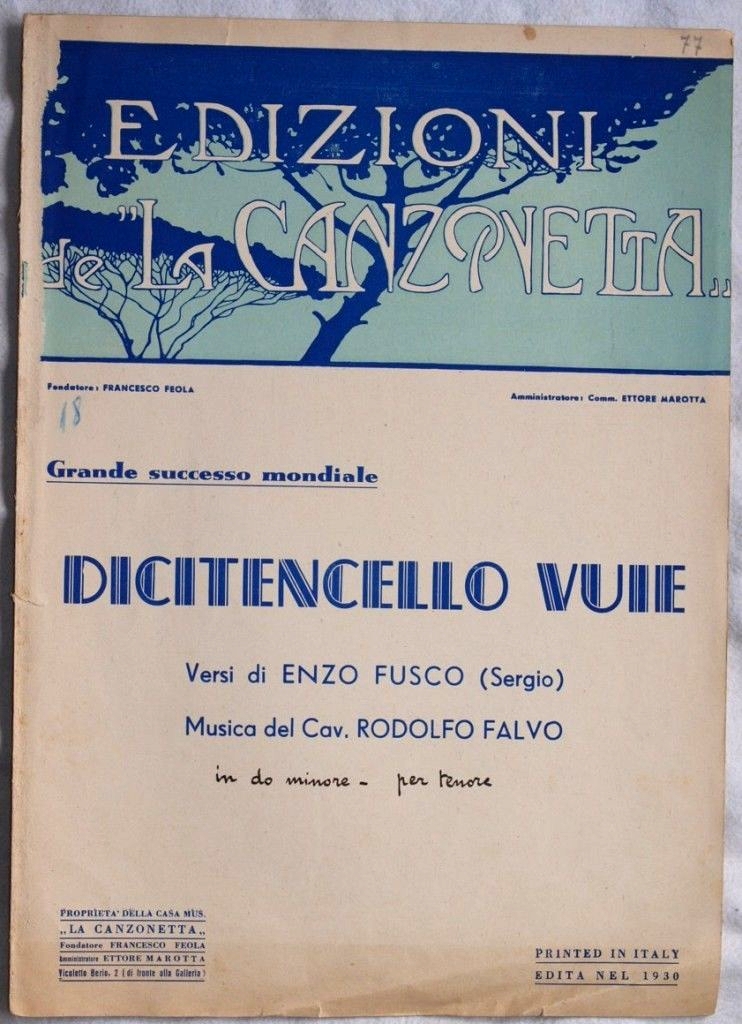 77
EDIZIONI
de "LA CANZONETTA„
Fondatore: FRANCESCO FEOLA
Amministratore: Comm. ETTORE MAROTTA
18
Grande successo mondiale
DICITENCELLO VUIE
Versi di ENZO FUSCO (Sergio)
Musica del Cav. RODOLFO FALVO
in do minore - per tenore
PROPRIETA' DELLA CASA MUS.
„LA CANZONETTA„
Fondatore FRANCESCO FEOLA
Amministratore ETTORE MAROTTA
Vicoletto Berio, 2 (di fronte alla Galleria)
PRINTED IN ITALY
EDITA NEL 1930